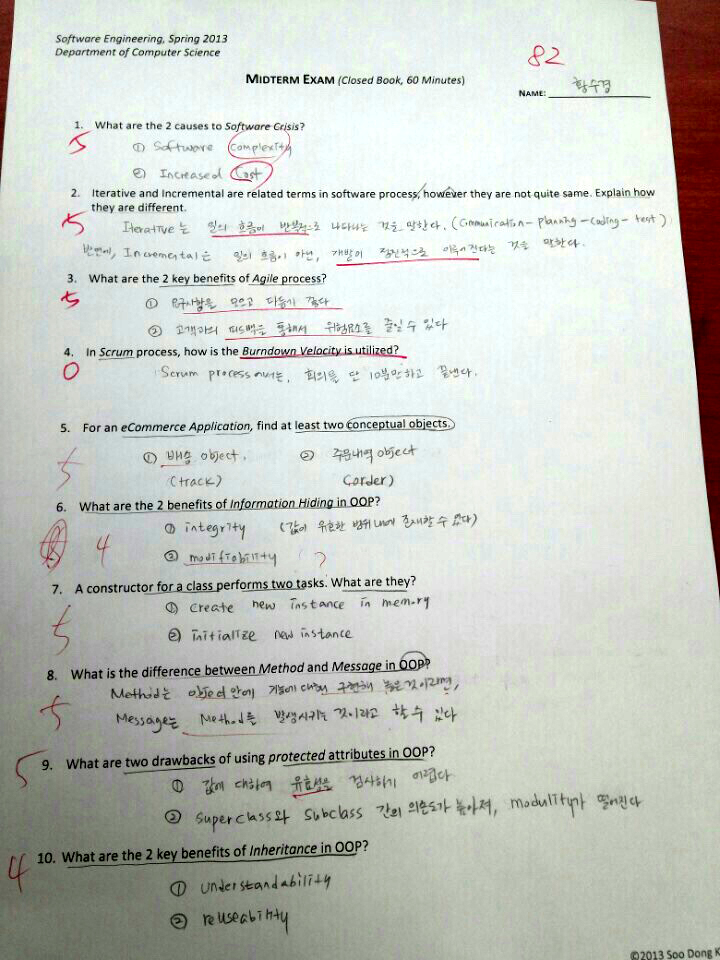 Software Engineering, Spring 2013
Department of Computer Science
82
MIDTERM EXAM (Closed Book, 60 Minutes)
NAME: 황수경
1. What are the 2 causes to Software Crisis?
5
① Software Complexity
② Increased Cost
2. Iterative and Incremental are related terms in software process, however they are not quite same. Explain how
they are different.
5
Iterative는 일의 흐름이 반복적으로 나타나는 것을 말한다. (Communication - planning - coding - test)
반면에, Incremental는 일의 흐름이 아닌, 개발이 점진적으로 이루어진다는 것을 말한다.
3. What are the 2 key benefits of Agile process?
5
① 요구사항을 모으고 다듬기 좋다
② 고객과의 피드백을 통해서 위험요소를 줄일 수 있다
4. In Scrum process, how is the Burndown Velocity is utilized?
0
Scrum process에서는, 회의를 단 10분만하고 끝낸다.
5. For an eCommerce Application, find at least two conceptual objects.
5
① 배송 object. ② 주문내역 object
(track) (order)
6. What are the 2 benefits of Information Hiding in OOP?
4
① integrity (값이 유효한 범위 내에 존재할 수 있다)
② modifiability (?)
7. A constructor for a class performs two tasks. What are they?
5
① Create new instance in memory
② initialize new instance
8. What is the difference between Method and Message in OOP?
5
Method는 object 안에 기능에 대해 구현해 놓은 것이라면,
Message는 Method를 발생시키는 것이라고 할 수 있다
5
9. What are two drawbacks of using protected attributes in OOP?
① 값에 대하여 유효성을 검사하기 어렵다
② superclass와 subclass 간의 의존도가 높아져, modulity가 떨어진다
4
10. What are the 2 key benefits of Inheritance in OOP?
① understandability
② reuseability
©2013 Soo Dong K